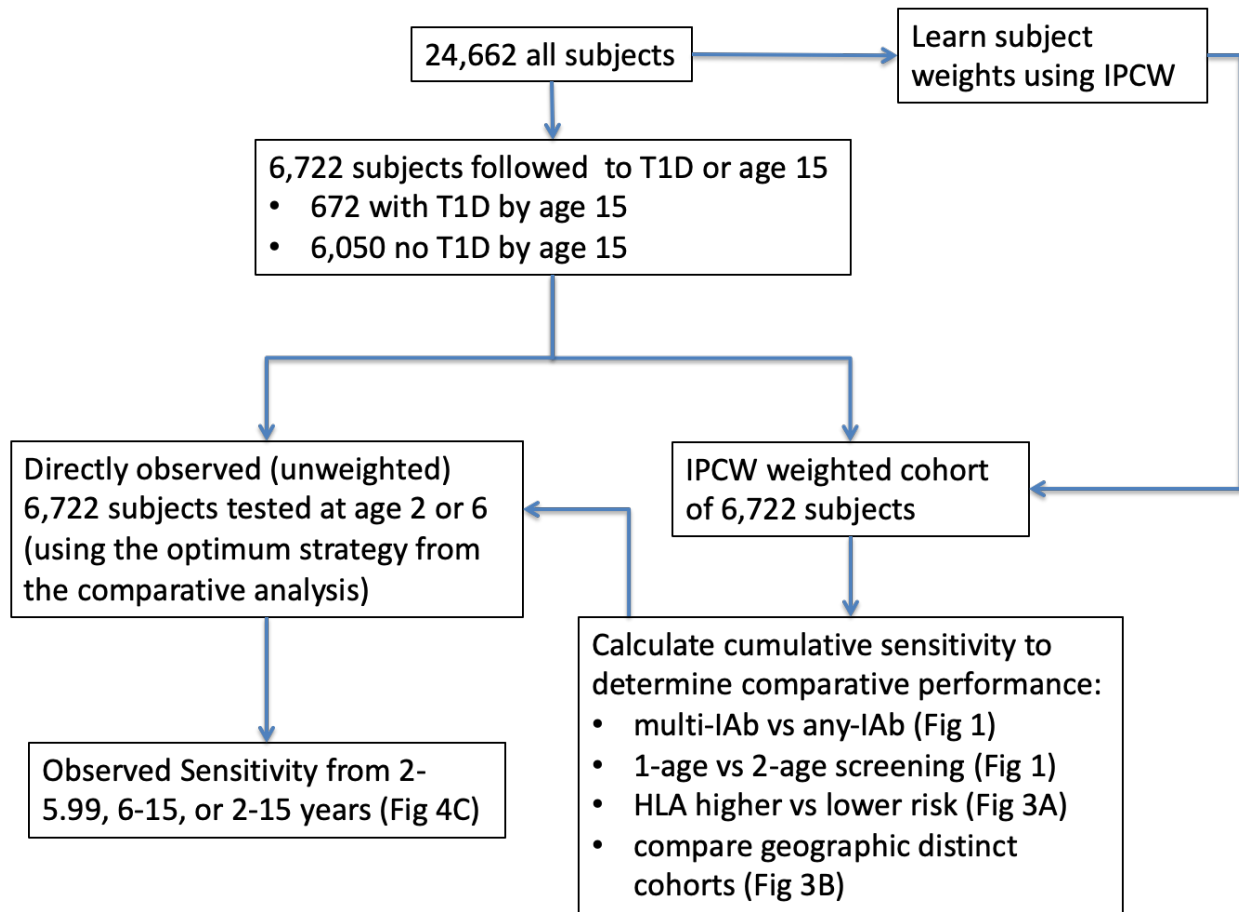 24,662 all subjects
Learn subject
weights using IPCW
6,722 subjects followed  to T1D or age 15
• 672 with T1D by age 15
• 6,050 no T1D by age 15
Directly observed (unweighted)
6,722 subjects tested at age 2 or 6
(using the optimum strategy from
the comparative analysis)
IPCW weighted cohort
of 6,722 subjects
Calculate cumulative sensitivity to
determine comparative performance:
• multi-IAb vs any-IAb (Fig 1)
• 1-age vs 2-age screening (Fig 1)
• HLA higher vs lower risk (Fig 3A)
• compare geographic distinct
cohorts (Fig 3B)
Observed Sensitivity from 2-
5.99, 6-15, or 2-15 years (Fig 4C)